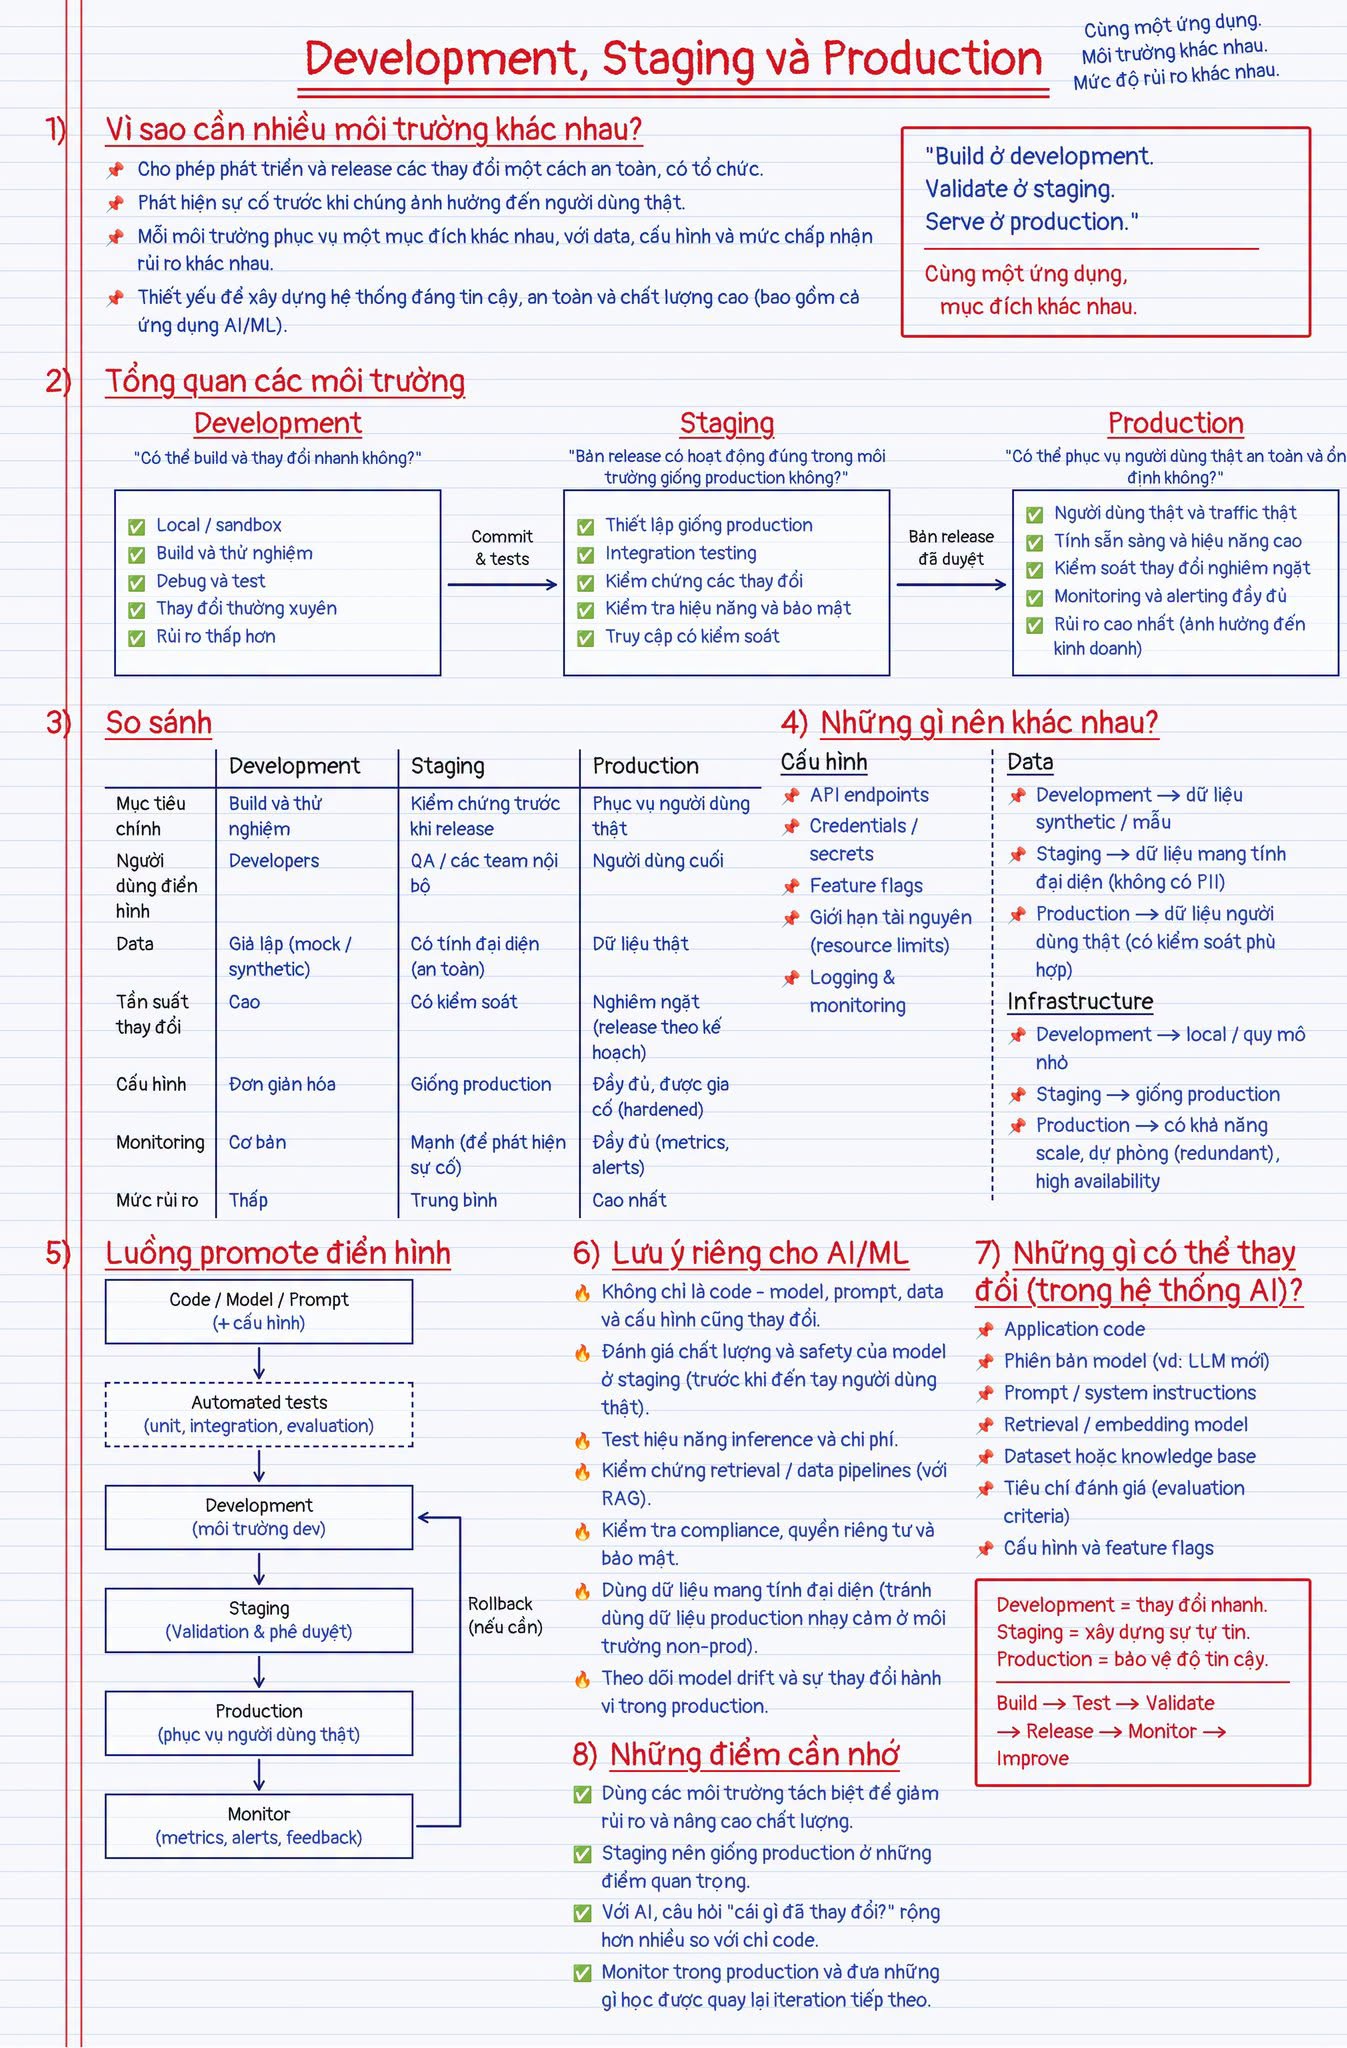 Development, Staging và Production
Cùng một ứng dụng.
Môi trường khác nhau.
Mức độ rủi ro khác nhau.
1) Vì sao cần nhiều môi trường khác nhau?
📌 Cho phép phát triển và release các thay đổi một cách an toàn, có tổ chức.
📌 Phát hiện sự cố trước khi chúng ảnh hưởng đến người dùng thật.
📌 Mỗi môi trường phục vụ một mục đích khác nhau, với data, cấu hình và mức chấp nhận
rủi ro khác nhau.
📌 Thiết yếu để xây dựng hệ thống đáng tin cậy, an toàn và chất lượng cao (bao gồm cả
ứng dụng AI/ML).
"Build ở development.
Validate ở staging.
Serve ở production."
Cùng một ứng dụng,
mục đích khác nhau.
2) Tổng quan các môi trường
Development
"Có thể build và thay đổi nhanh không?"
✅ Local / sandbox
✅ Build và thử nghiệm
✅ Debug và test
✅ Thay đổi thường xuyên
✅ Rủi ro thấp hơn
Commit
& tests
Staging
"Bản release có hoạt động đúng trong môi
trường giống production không?"
✅ Thiết lập giống production
✅ Integration testing
✅ Kiểm chứng các thay đổi
✅ Kiểm tra hiệu năng và bảo mật
✅ Truy cập có kiểm soát
Bản release
đã duyệt
Production
"Có thể phục vụ người dùng thật an toàn và ổn
định không?"
✅ Người dùng thật và traffic thật
✅ Tính sẵn sàng và hiệu năng cao
✅ Kiểm soát thay đổi nghiêm ngặt
✅ Monitoring và alerting đầy đủ
✅ Rủi ro cao nhất (ảnh hưởng đến
kinh doanh)
3) So sánh
Development Staging Production
Mục tiêu
chính
Build và thử
nghiệm
Kiểm chứng trước
khi release
Phục vụ người dùng
thật
Người
dùng điển
hình
Developers
QA / các team nội
bộ
Người dùng cuối
Data
Giả lập (mock /
synthetic)
Có tính đại diện
(an toàn)
Dữ liệu thật
Tần suất
thay đổi
Cao
Có kiểm soát
Nghiêm ngặt
(release theo kế
hoạch)
Cấu hình
Đơn giản hóa
Giống production
Đầy đủ, được gia
cố (hardened)
Monitoring
Cơ bản
Mạnh (để phát hiện
sự cố)
Đầy đủ (metrics,
alerts)
Mức rủi ro
Thấp
Trung bình
Cao nhất
4) Những gì nên khác nhau?
Cấu hình
📌 API endpoints
📌 Credentials /
secrets
📌 Feature flags
📌 Giới hạn tài nguyên
(resource limits)
📌 Logging &
monitoring
Data
📌 Development → dữ liệu
synthetic / mẫu
📌 Staging → dữ liệu mang tính
đại diện (không có PII)
📌 Production → dữ liệu người
dùng thật (có kiểm soát phù
hợp)
Infrastructure
📌 Development → local / quy mô
nhỏ
📌 Staging → giống production
📌 Production → có khả năng
scale, dự phòng (redundant),
high availability
5) Luồng promote điển hình
Code / Model / Prompt
(+ cấu hình)
Automated tests
(unit, integration, evaluation)
Development
(môi trường dev)
Staging
(Validation & phê duyệt)
Production
(phục vụ người dùng thật)
Monitor
(metrics, alerts, feedback)
Rollback
(nếu cần)
6) Lưu ý riêng cho AI/ML
🔥 Không chỉ là code – model, prompt, data
và cấu hình cũng thay đổi.
🔥 Đánh giá chất lượng và safety của model
ở staging (trước khi đến tay người dùng
thật).
🔥 Test hiệu năng inference và chi phí.
🔥 Kiểm chứng retrieval / data pipelines (với
RAG).
🔥 Kiểm tra compliance, quyền riêng tư và
bảo mật.
🔥 Dùng dữ liệu mang tính đại diện (tránh
dùng dữ liệu production nhạy cảm ở môi
trường non-prod).
🔥 Theo dõi model drift và sự thay đổi hành
vi trong production.
7) Những gì có thể thay
đổi (trong hệ thống AI)?
📌 Application code
📌 Phiên bản model (vd: LLM mới)
📌 Prompt / system instructions
📌 Retrieval / embedding model
📌 Dataset hoặc knowledge base
📌 Tiêu chí đánh giá (evaluation
criteria)
📌 Cấu hình và feature flags
Development = thay đổi nhanh.
Staging = xây dựng sự tự tin.
Production = bảo vệ độ tin cậy.
Build → Test → Validate
→ Release → Monitor →
Improve
8) Những điểm cần nhớ
✅ Dùng các môi trường tách biệt để giảm
rủi ro và nâng cao chất lượng.
✅ Staging nên giống production ở những
điểm quan trọng.
✅ Với AI, câu hỏi "cái gì đã thay đổi?" rộng
hơn nhiều so với chỉ code.
✅ Monitor trong production và đưa những
gì học được quay lại iteration tiếp theo.